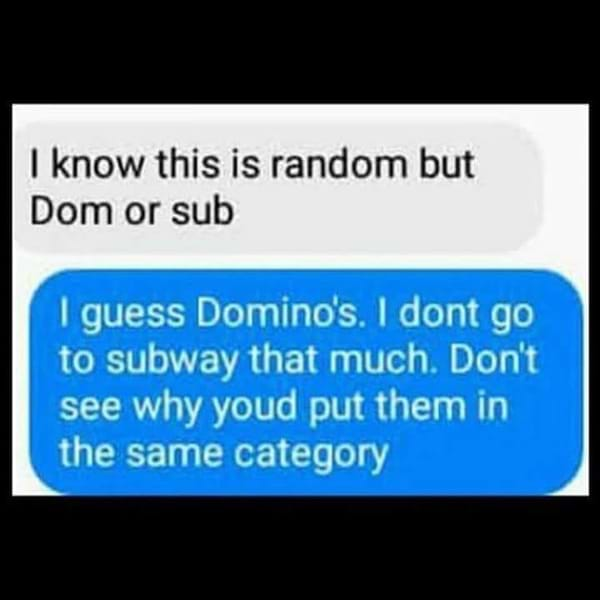 I know this is random but
Dom or sub
I guess Domino's. I dont go
to subway that much. Don't
see why youd put them in
the same category